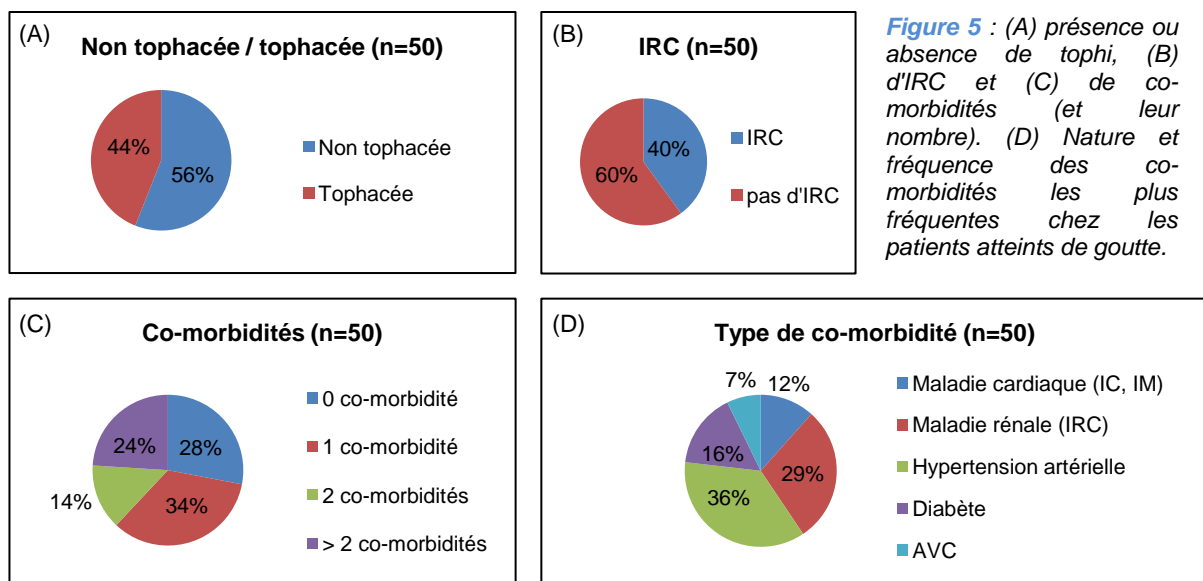 (A)
Non tophacée / tophacée (n=50)
44%
56%
Non tophacée
Tophacée
(B)
IRC (n=50)
40%
60%
IRC
pas d'IRC
Figure 5 : (A) présence ou
absence de tophi, (B)
d'IRC et (C) de co-
morbidités (et leur
nombre). (D) Nature et
fréquence des co-
morbidités les plus
fréquentes chez les
patients atteints de goutte.
(C)
Co-morbidités (n=50)
24%
28%
14%
34%
0 co-morbidité
1 co-morbidité
2 co-morbidités
> 2 co-morbidités
(D)
Type de co-morbidité (n=50)
7%
12%
16%
29%
36%
Maladie cardiaque (IC, IM)
Maladie rénale (IRC)
Hypertension artérielle
Diabète
AVC